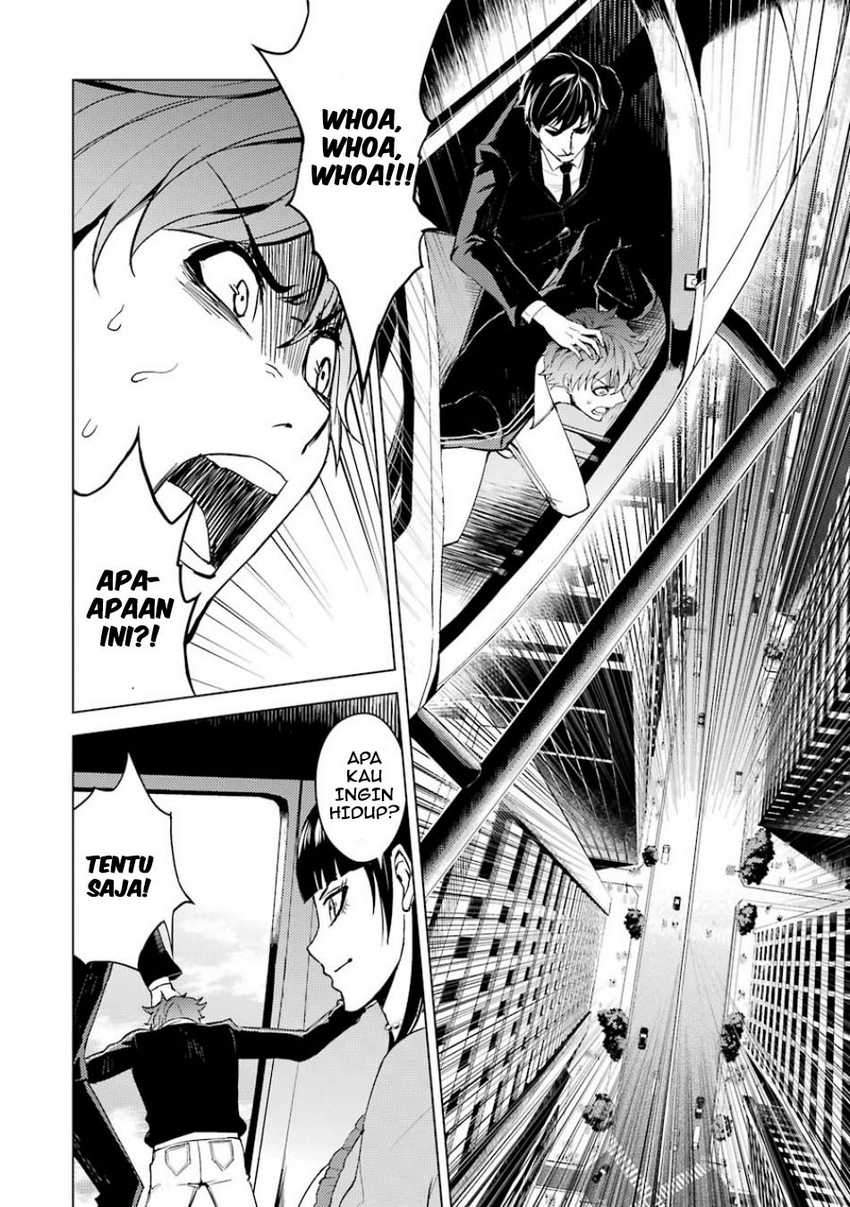 WHOA,
WHOA,
WHOA!!!
APA-
APAAN
INI?!
APA
KAU
INGIN
HIDUP?
TENTU
SAJA!